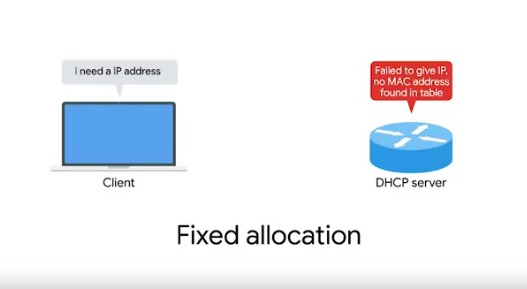 I need a IP address
Failed to give IP,
no MAC address
found in table
Client
DHCP server
Fixed allocation